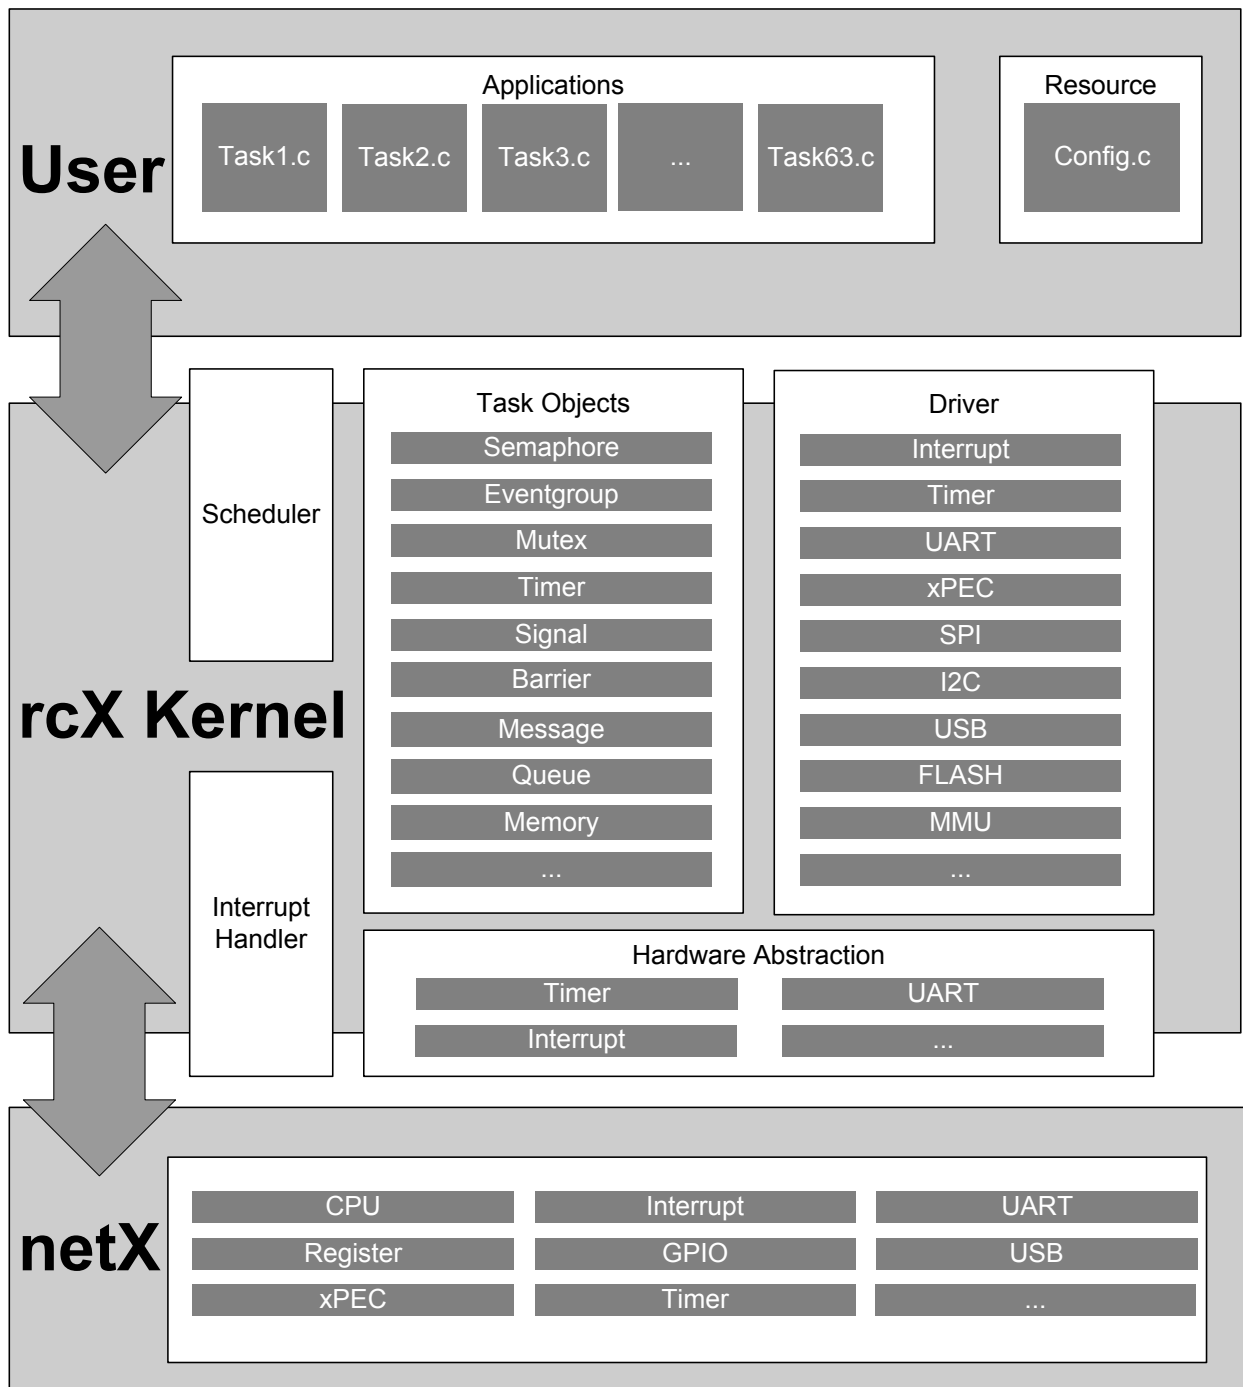 User
Applications
Task1.c
Task2.c
Task3.c
...
Task63.c
Resource
Config.c
rcX Kernel
Scheduler
Interrupt
Handler
Task Objects
Semaphore
Eventgroup
Mutex
Timer
Signal
Barrier
Message
Queue
Memory
...
Driver
Interrupt
Timer
UART
xPEC
SPI
I2C
USB
FLASH
MMU
...
Hardware Abstraction
Timer
UART
Interrupt
...
netX
CPU
Interrupt
UART
Register
GPIO
USB
xPEC
Timer
...